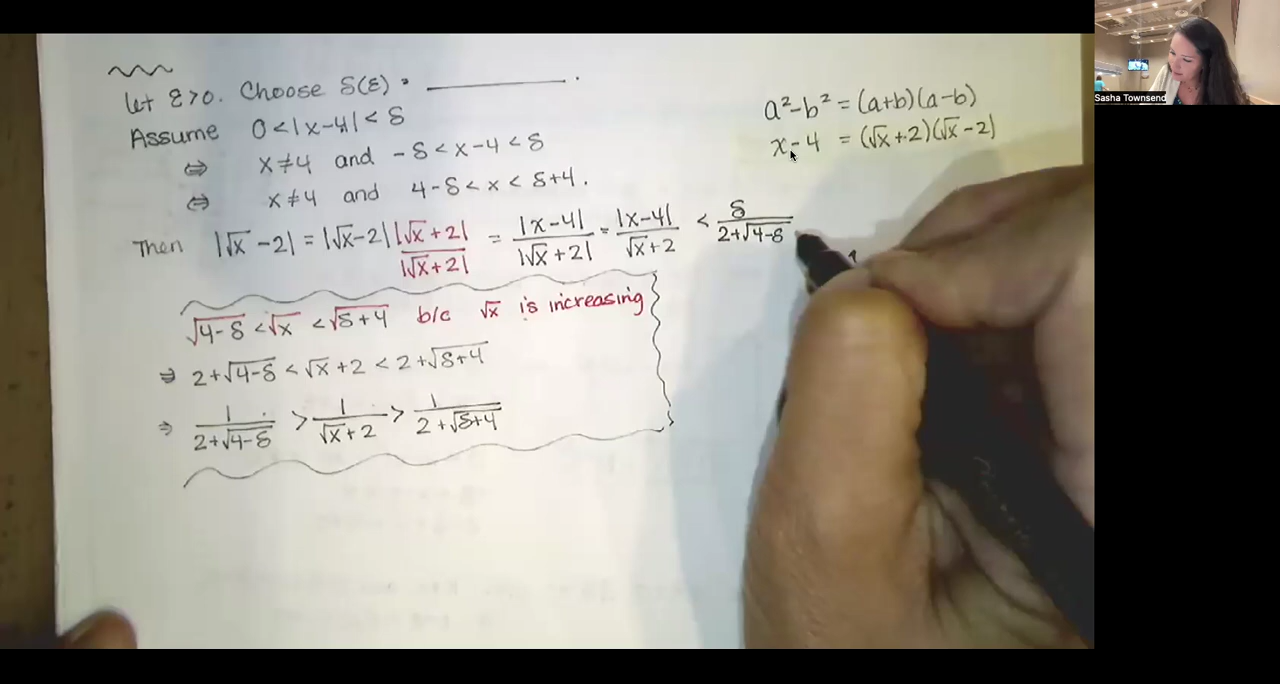 Let ε>0. Choose δ(ε) = ________.
Assume 0<|x-4|<δ
⇔ x≠4 and -δ<x-4<δ
⇔ x≠4 and 4-δ<x<δ+4.
a²-b² = (a+b)(a-b)
x-4 = (√x+2)(√x-2)
Then |√x-2| = |√x-2| |√x+2|/|√x+2| = |x-4|/|√x+2| = |x-4|/(√x+2) < δ/(2+√(4-δ))
√(4-δ) < √x < √(δ+4) b/c √x is increasing
⇒ 2+√(4-δ) < √x+2 < 2+√(δ+4)
⇒ 1/(2+√(4-δ)) > 1/(√x+2) > 1/(2+√(δ+4))
Sasha Townsend